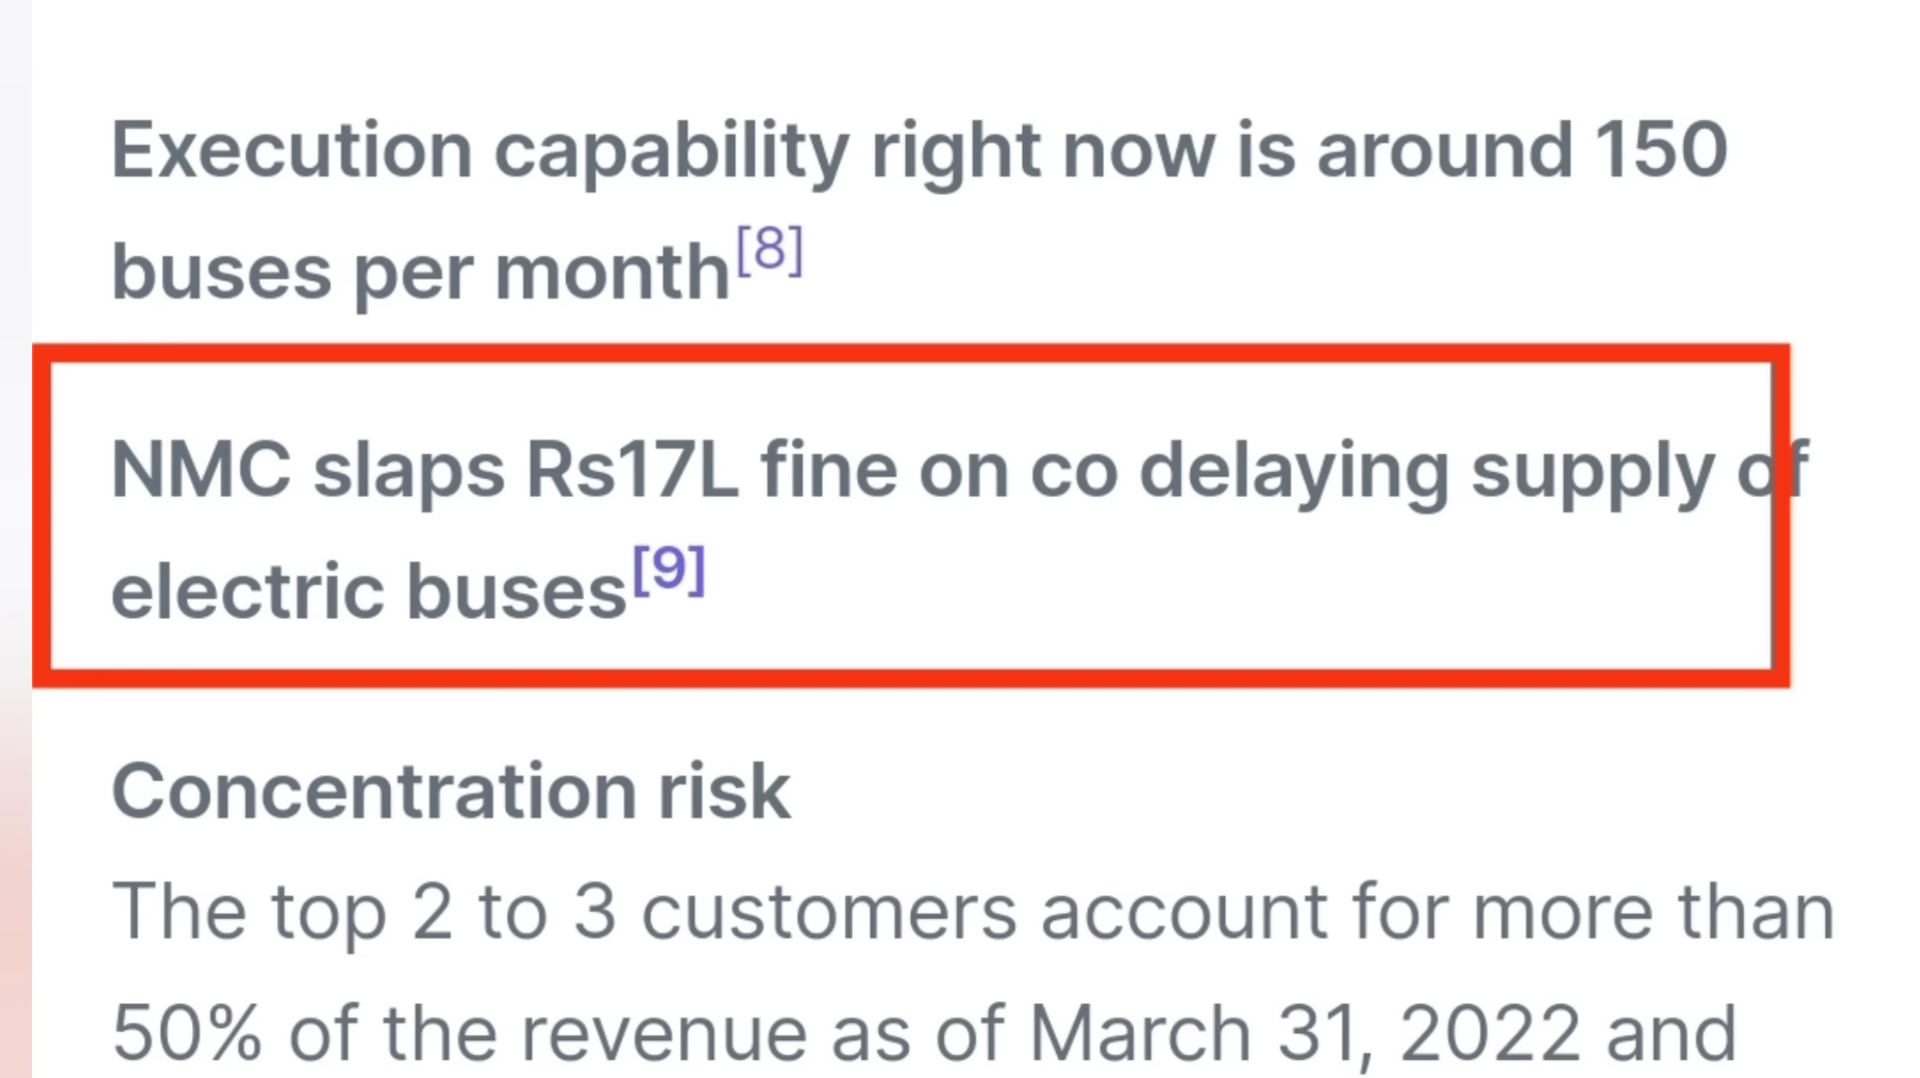 Execution capability right now is around 150
buses per month[8]
NMC slaps Rs17L fine on co delaying supply of
electric buses[9]
Concentration risk
The top 2 to 3 customers account for more than
50% of the revenue as of March 31, 2022 and